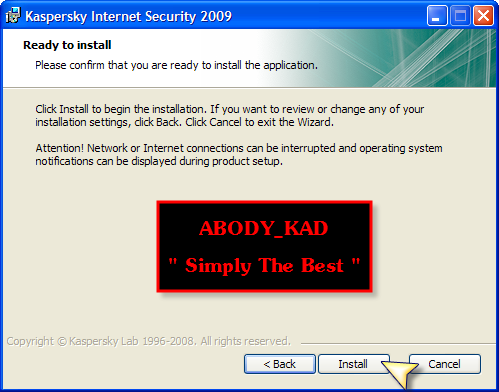 Kaspersky Internet Security 2009
Ready to install
Please confirm that you are ready to install the application.
Click Install to begin the installation. If you want to review or change any of your
installation settings, click Back. Click Cancel to exit the Wizard.
Attention! Network or Internet connections can be interrupted and operating system
notifications can be displayed during product setup.
ABODY_KAD
" Simply The Best "
Copyright © Kaspersky Lab 1996-2008. All rights reserved.
< Back Install Cancel